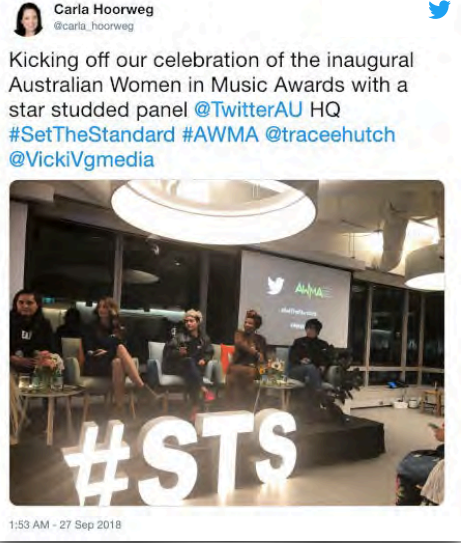 Carla Hoorweg
@carla_hoorweg
Kicking off our celebration of the inaugural
Australian Women in Music Awards with a
star studded panel @TwitterAU HQ
#SetTheStandard #AWMA @traceehutch
@VickiVgmedia
AWMA
#STS
1:53 AM - 27 Sep 2018